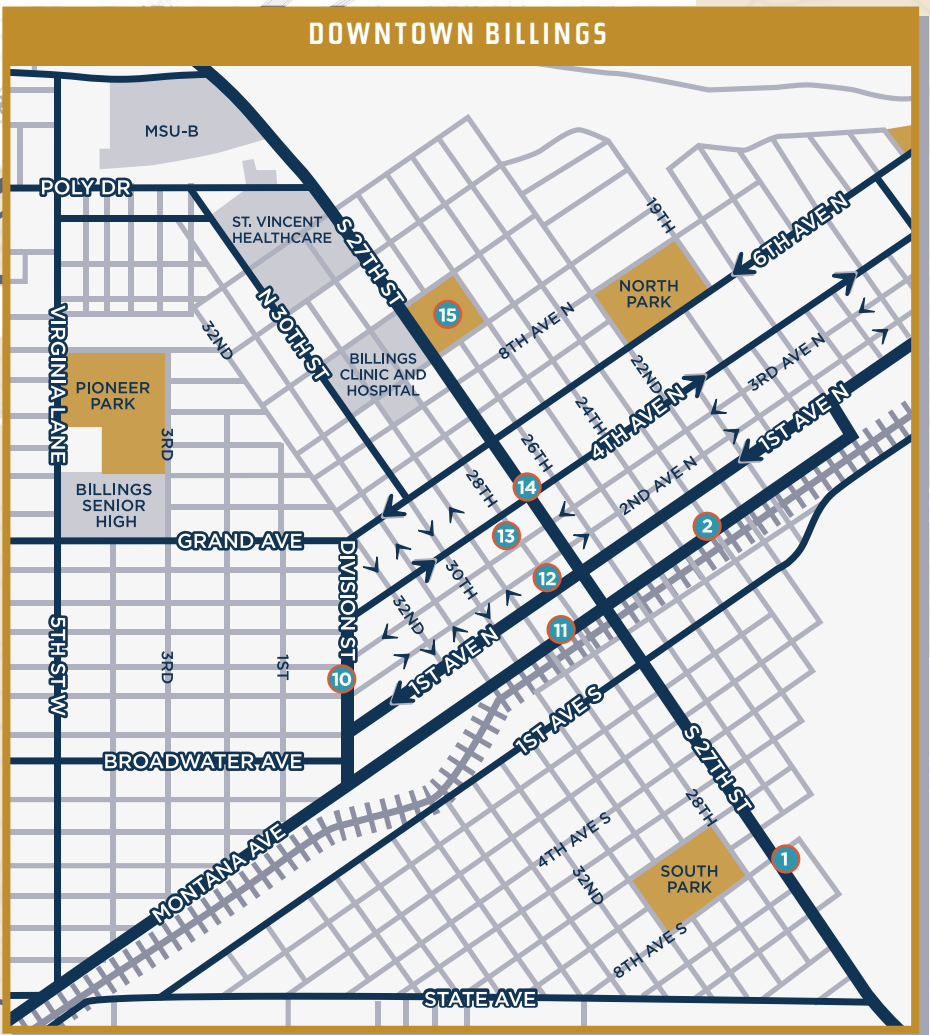 DOWNTOWN BILLINGS
MSU-B
POLY DR
ST. VINCENT
HEALTHCARE
S 27TH ST
19TH
6TH AVE N
NORTH
PARK
15
N 30TH ST
32ND
8TH AVE N
VIRGINIA LANE
BILLINGS
CLINIC AND
HOSPITAL
22ND
3RD AVE N
PIONEER
PARK
3RD
24TH
4TH AVE N
1ST AVE N
26TH
28TH
2ND AVE N
14
BILLINGS
SENIOR
HIGH
13
2
GRAND AVE
DIVISION ST
30TH
12
32ND
11
5TH ST W
3RD
1ST
10
1ST AVE N
1ST AVE S
BROADWATER AVE
S 27TH ST
28TH
4TH AVE S
MONTANA AVE
32ND
SOUTH
PARK
1
8TH AVE S
STATE AVE